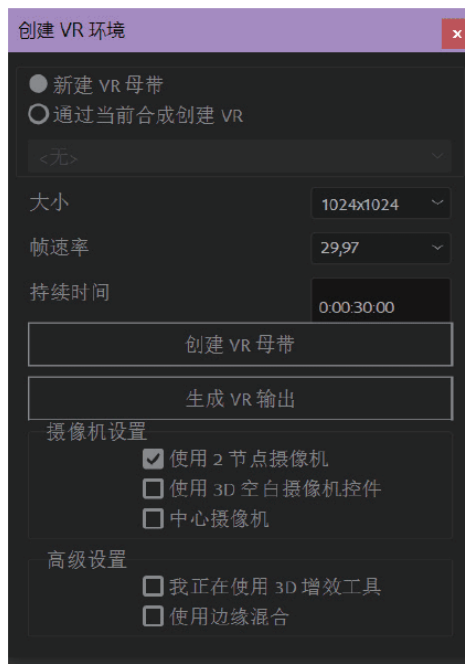 创建 VR 环境
x
新建 VR 母带
通过当前合成创建 VR
<无>
大小
1024x1024
帧速率
29,97
持续时间
0:00:30:00
创建 VR 母带
生成 VR 输出
摄像机设置
使用 2 节点摄像机
使用 3D 空白摄像机控件
中心摄像机
高级设置
我正在使用 3D 增效工具
使用边缘混合